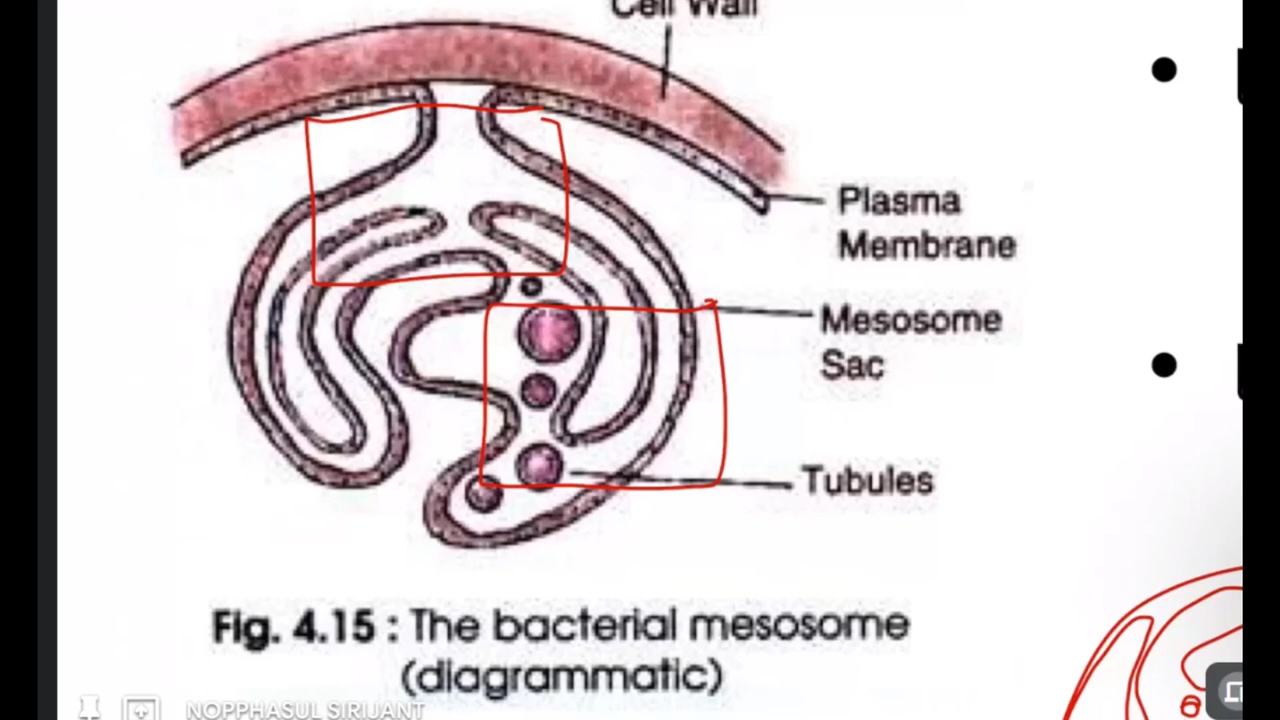 Cell Wall
Plasma
Membrane
Mesosome
Sac
Tubules
Fig. 4.15 : The bacterial mesosome
(diagrammatic)
NOPPHASUL SIRIJANT